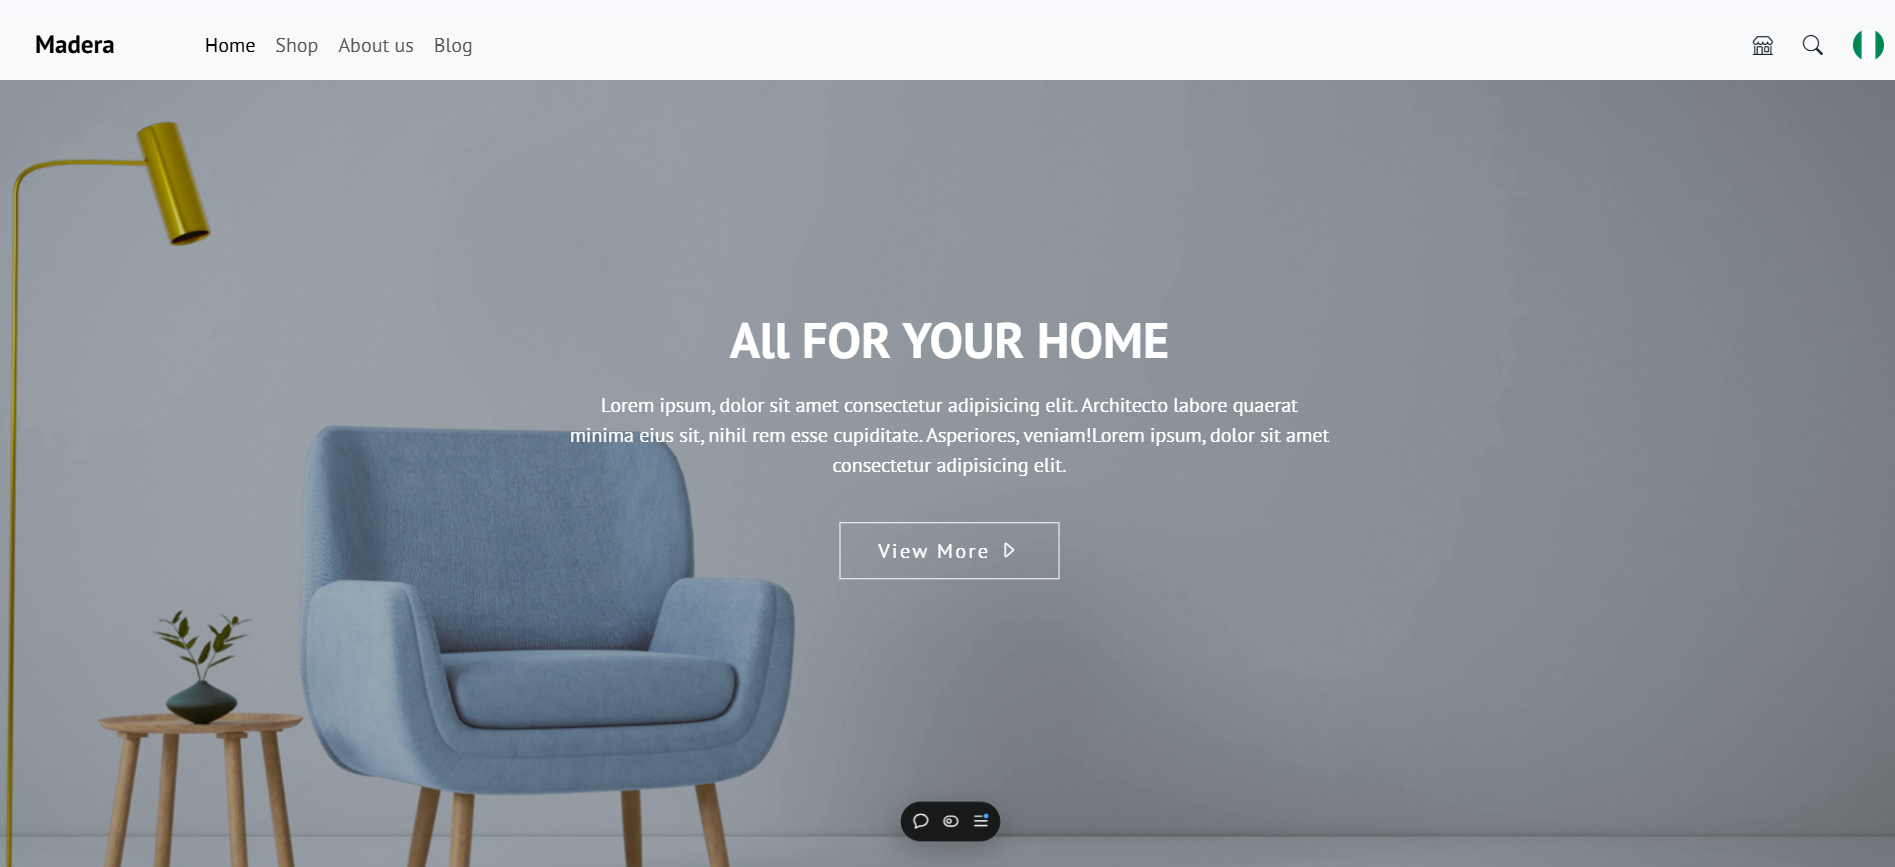 Madera
Home Shop About us Blog
All FOR YOUR HOME
Lorem ipsum, dolor sit amet consectetur adipisicing elit. Architecto labore quaerat
minima eius sit, nihil rem esse cupiditate. Asperiores, veniam!Lorem ipsum, dolor sit amet
consectetur adipisicing elit.
View More